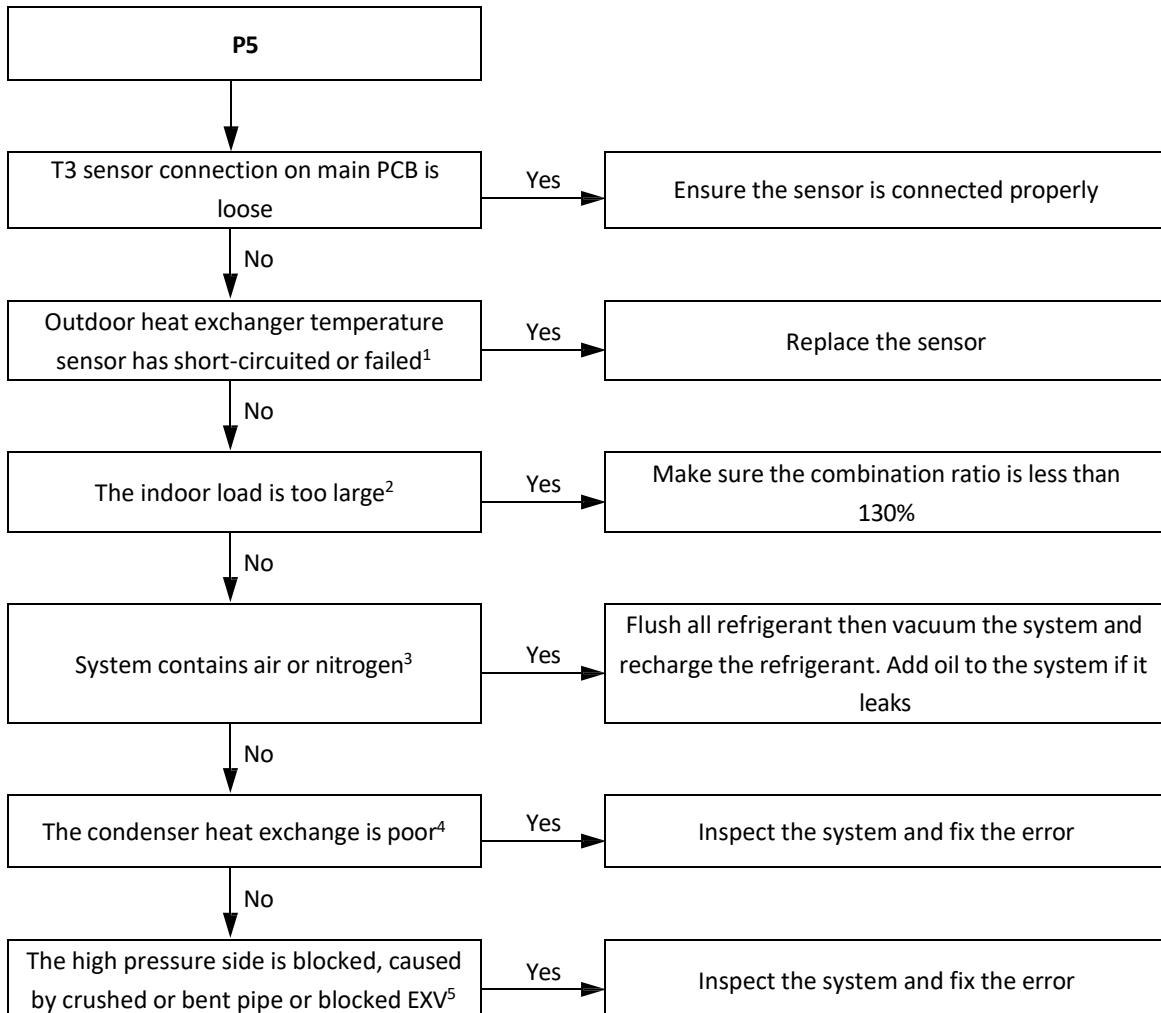 P5
T3 sensor connection on main PCB is
loose
Yes
Ensure the sensor is connected properly
No
Outdoor heat exchanger temperature
sensor has short-circuited or failed¹
Yes
Replace the sensor
No
The indoor load is too large²
Yes
Make sure the combination ratio is less than
130%
No
System contains air or nitrogen³
Yes
Flush all refrigerant then vacuum the system and
recharge the refrigerant. Add oil to the system if it
leaks
No
The condenser heat exchange is poor⁴
Yes
Inspect the system and fix the error
No
The high pressure side is blocked, caused
by crushed or bent pipe or blocked EXV⁵
Yes
Inspect the system and fix the error